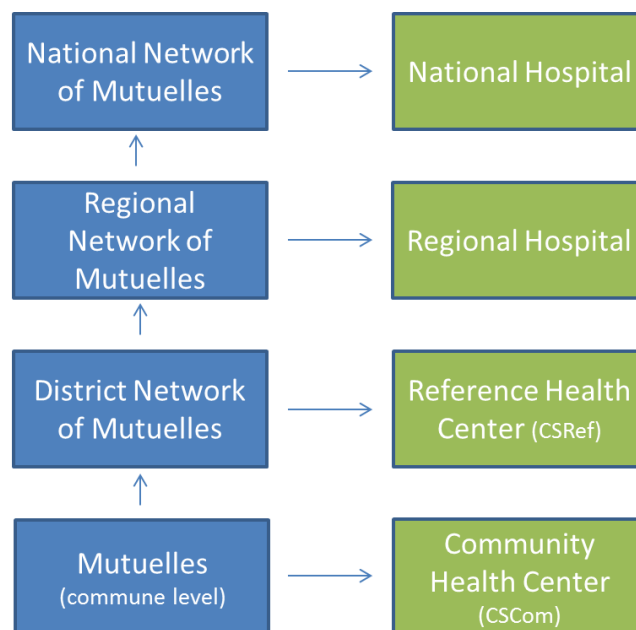 National Network
of Mutuelles
National Hospital
Regional
Network of
Mutuelles
Regional Hospital
District Network
of Mutuelles
Reference Health
Center (CSRef)
Mutuelles
(commune level)
Community
Health Center
(CSCom)